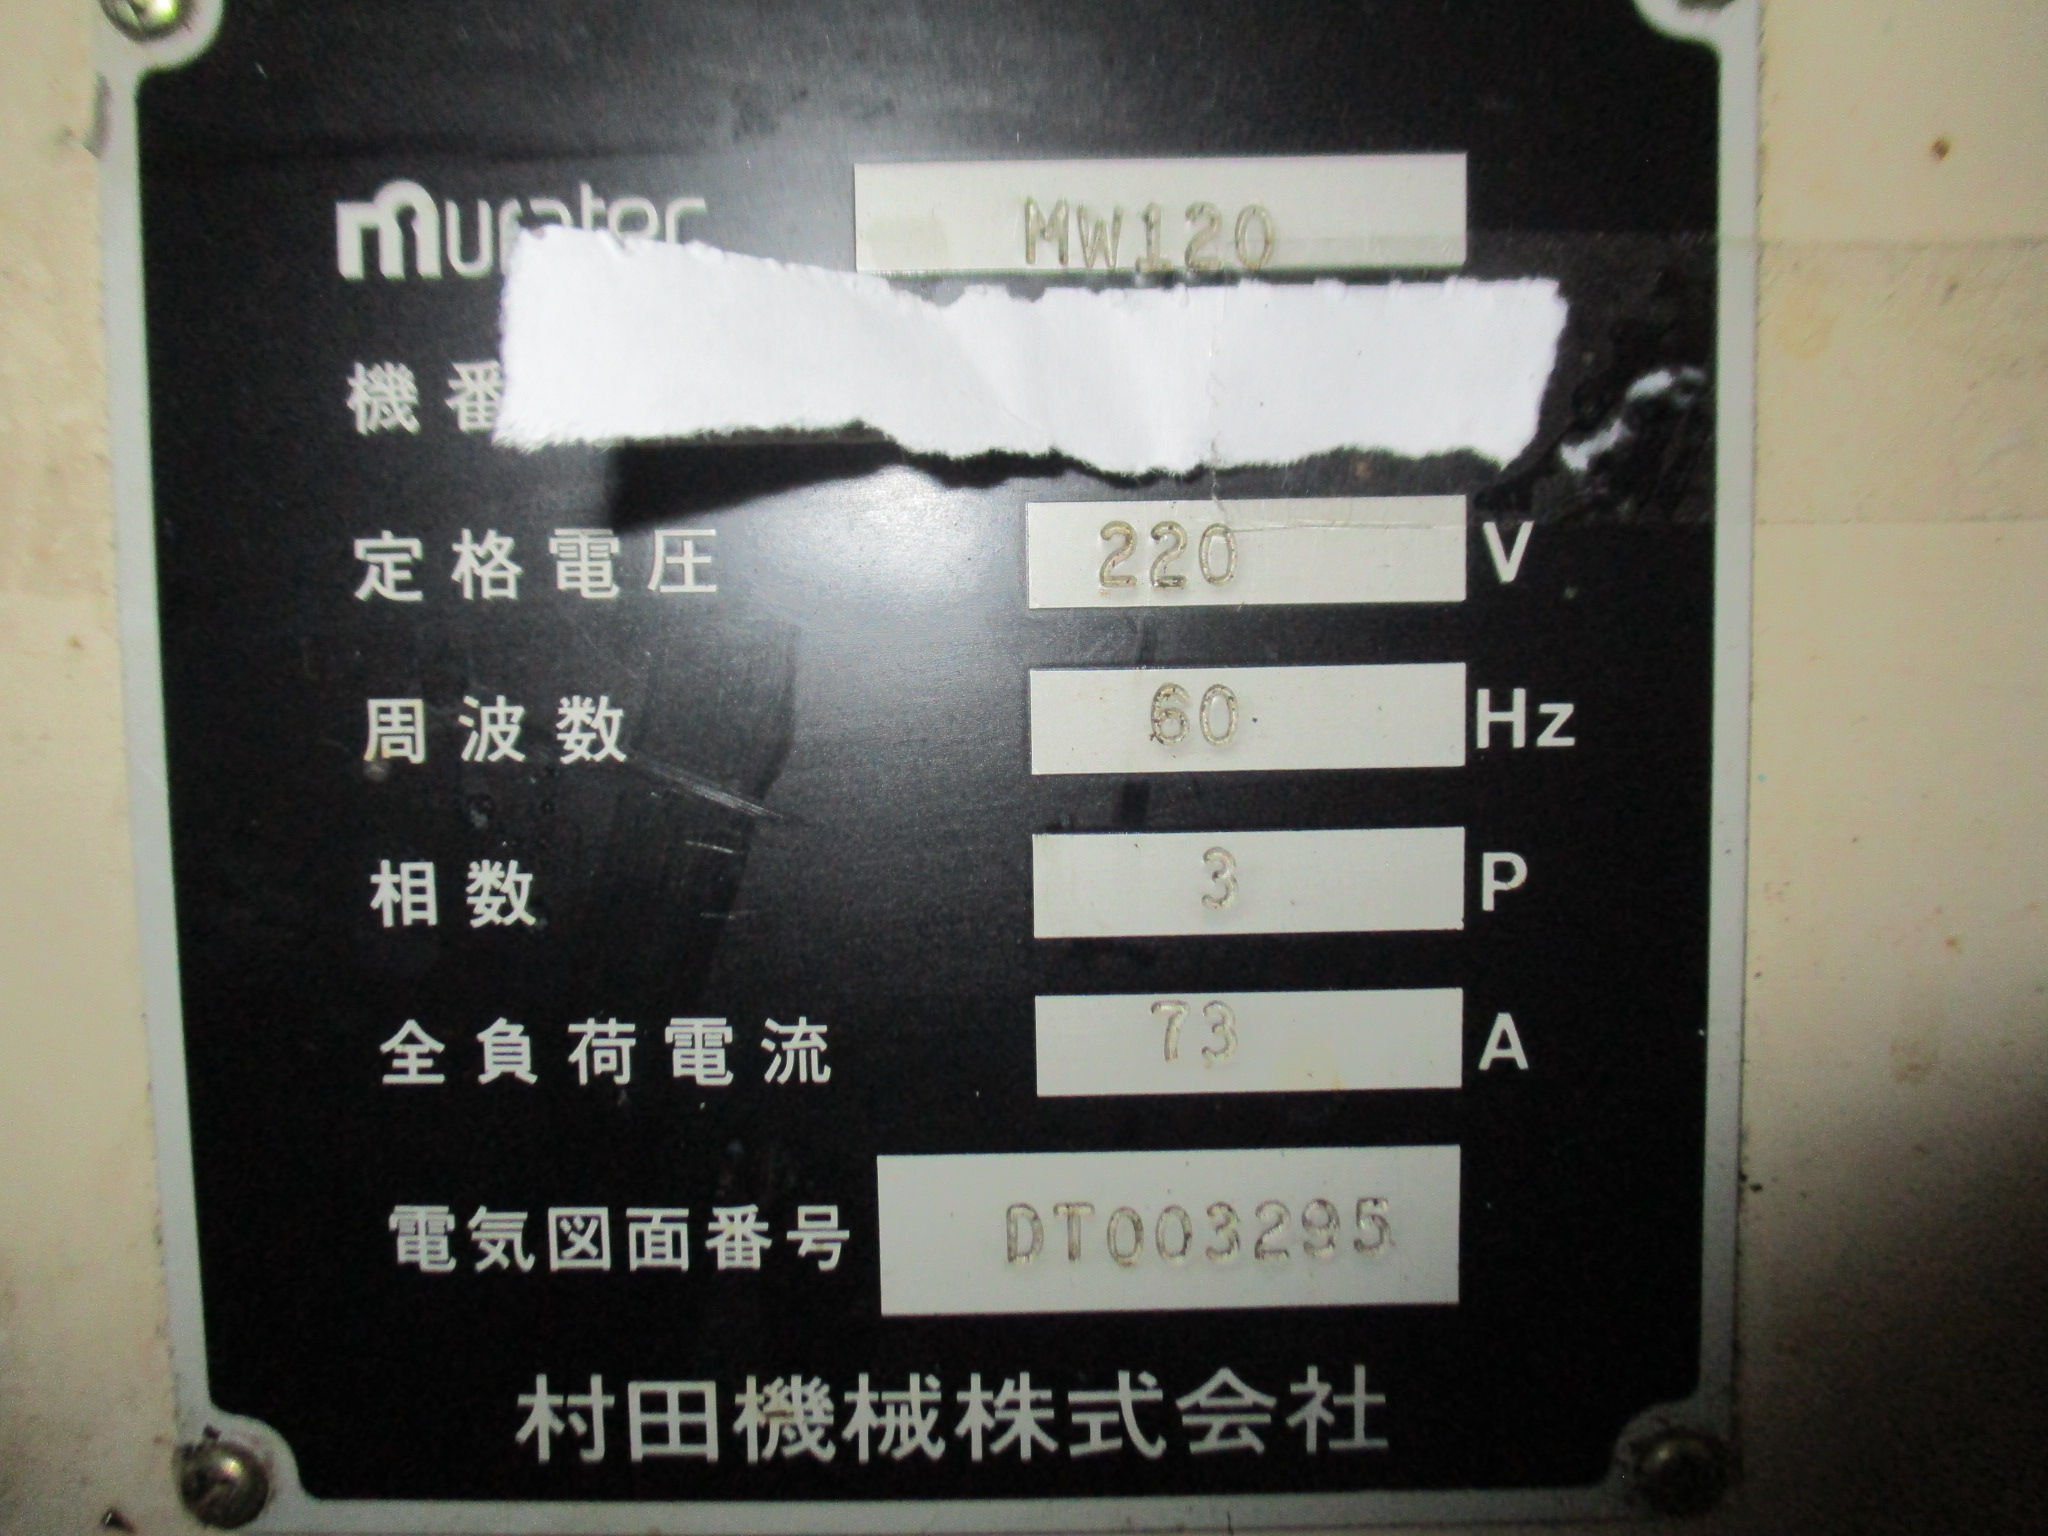 muratec MW120
機番
定格電圧 220 V
周波数 60 Hz
相数 3 P
全負荷電流 73 A
電気図面番号 DT003295
村田機械株式会社